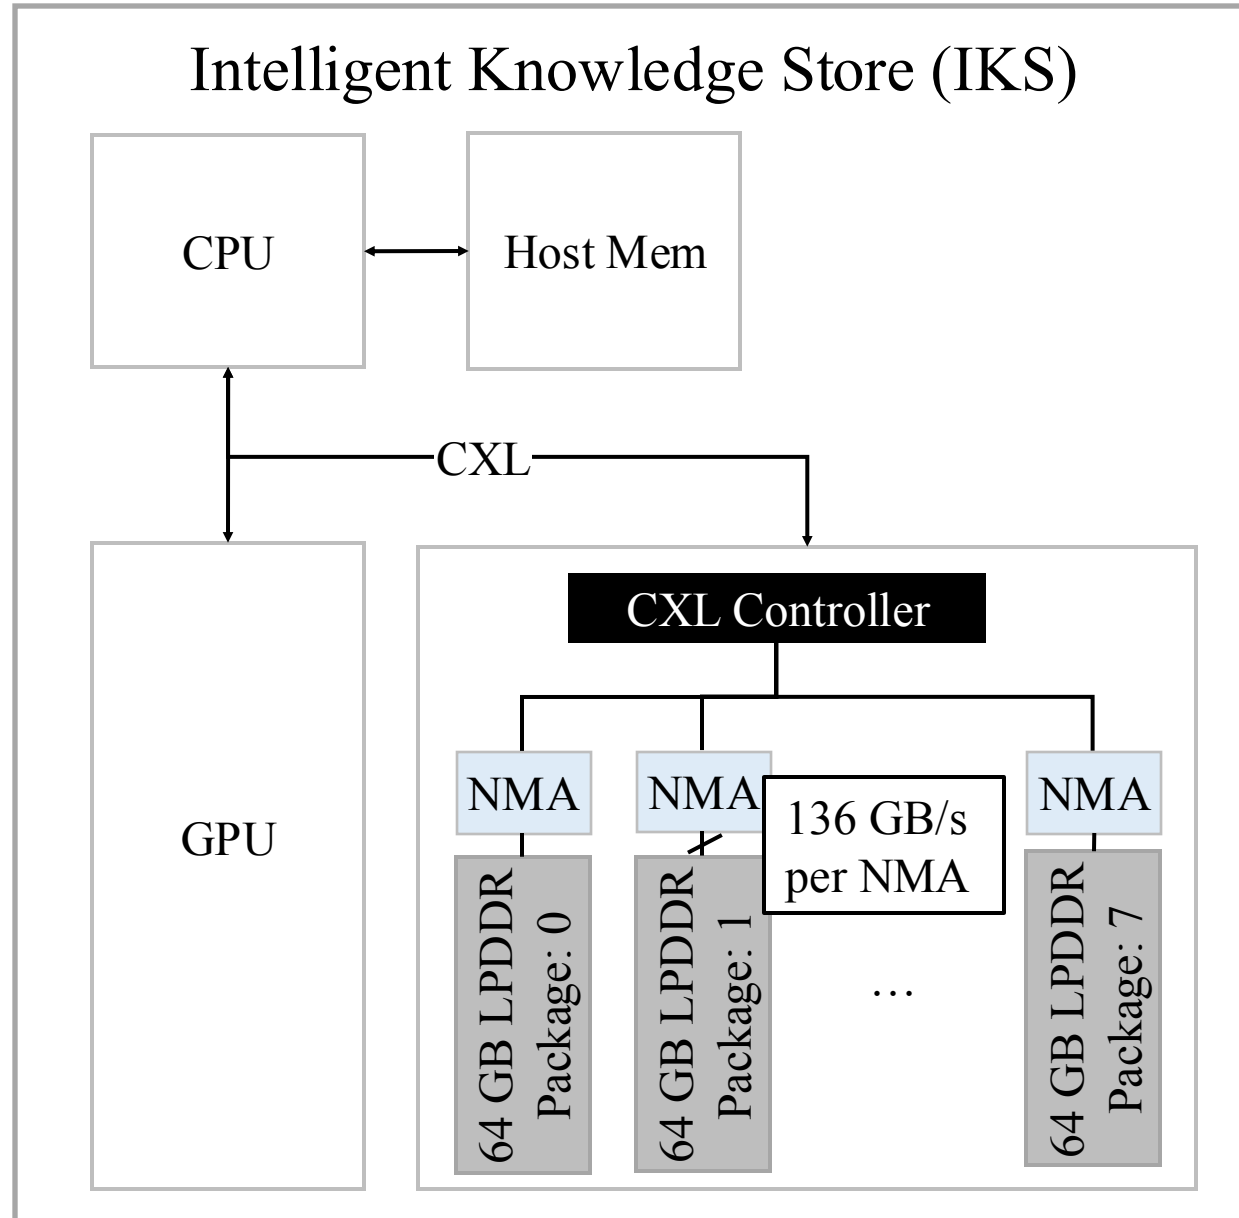 Intelligent Knowledge Store (IKS)
CPU
Host Mem
CXL
GPU
CXL Controller
NMA
NMA
NMA
136 GB/s
per NMA
64 GB LPDDR
Package: 0
64 GB LPDDR
Package: 1
…
64 GB LPDDR
Package: 7